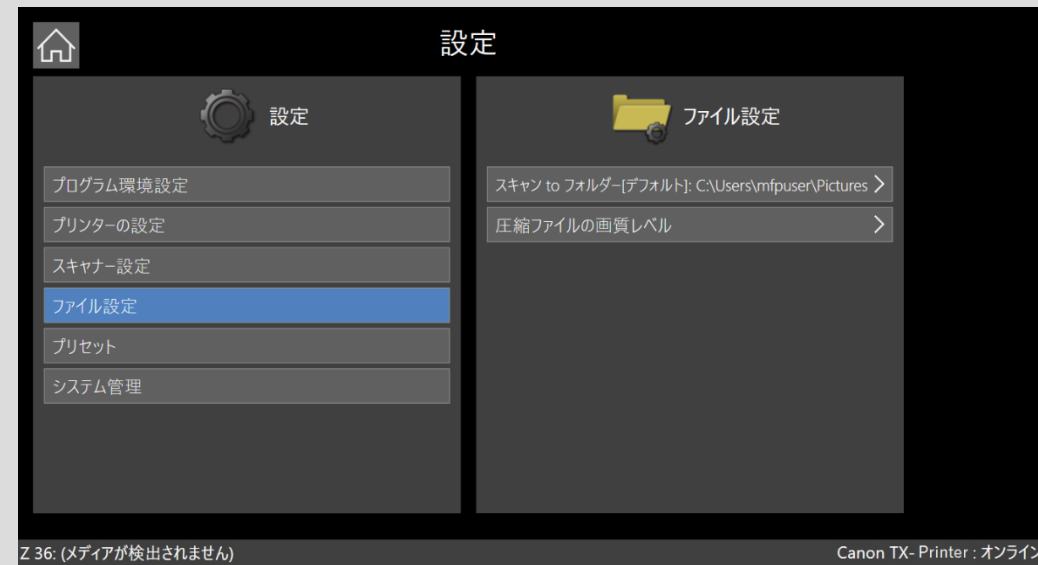 設定
設定
プログラム環境設定
プリンターの設定
スキャナー設定
ファイル設定
プリセット
システム管理
ファイル設定
スキャン to フォルダー[デフォルト]: C:\Users\mfpuser\Pictures
圧縮ファイルの画質レベル
Z 36: (メディアが検出されません)
Canon TX- Printer : オンライン